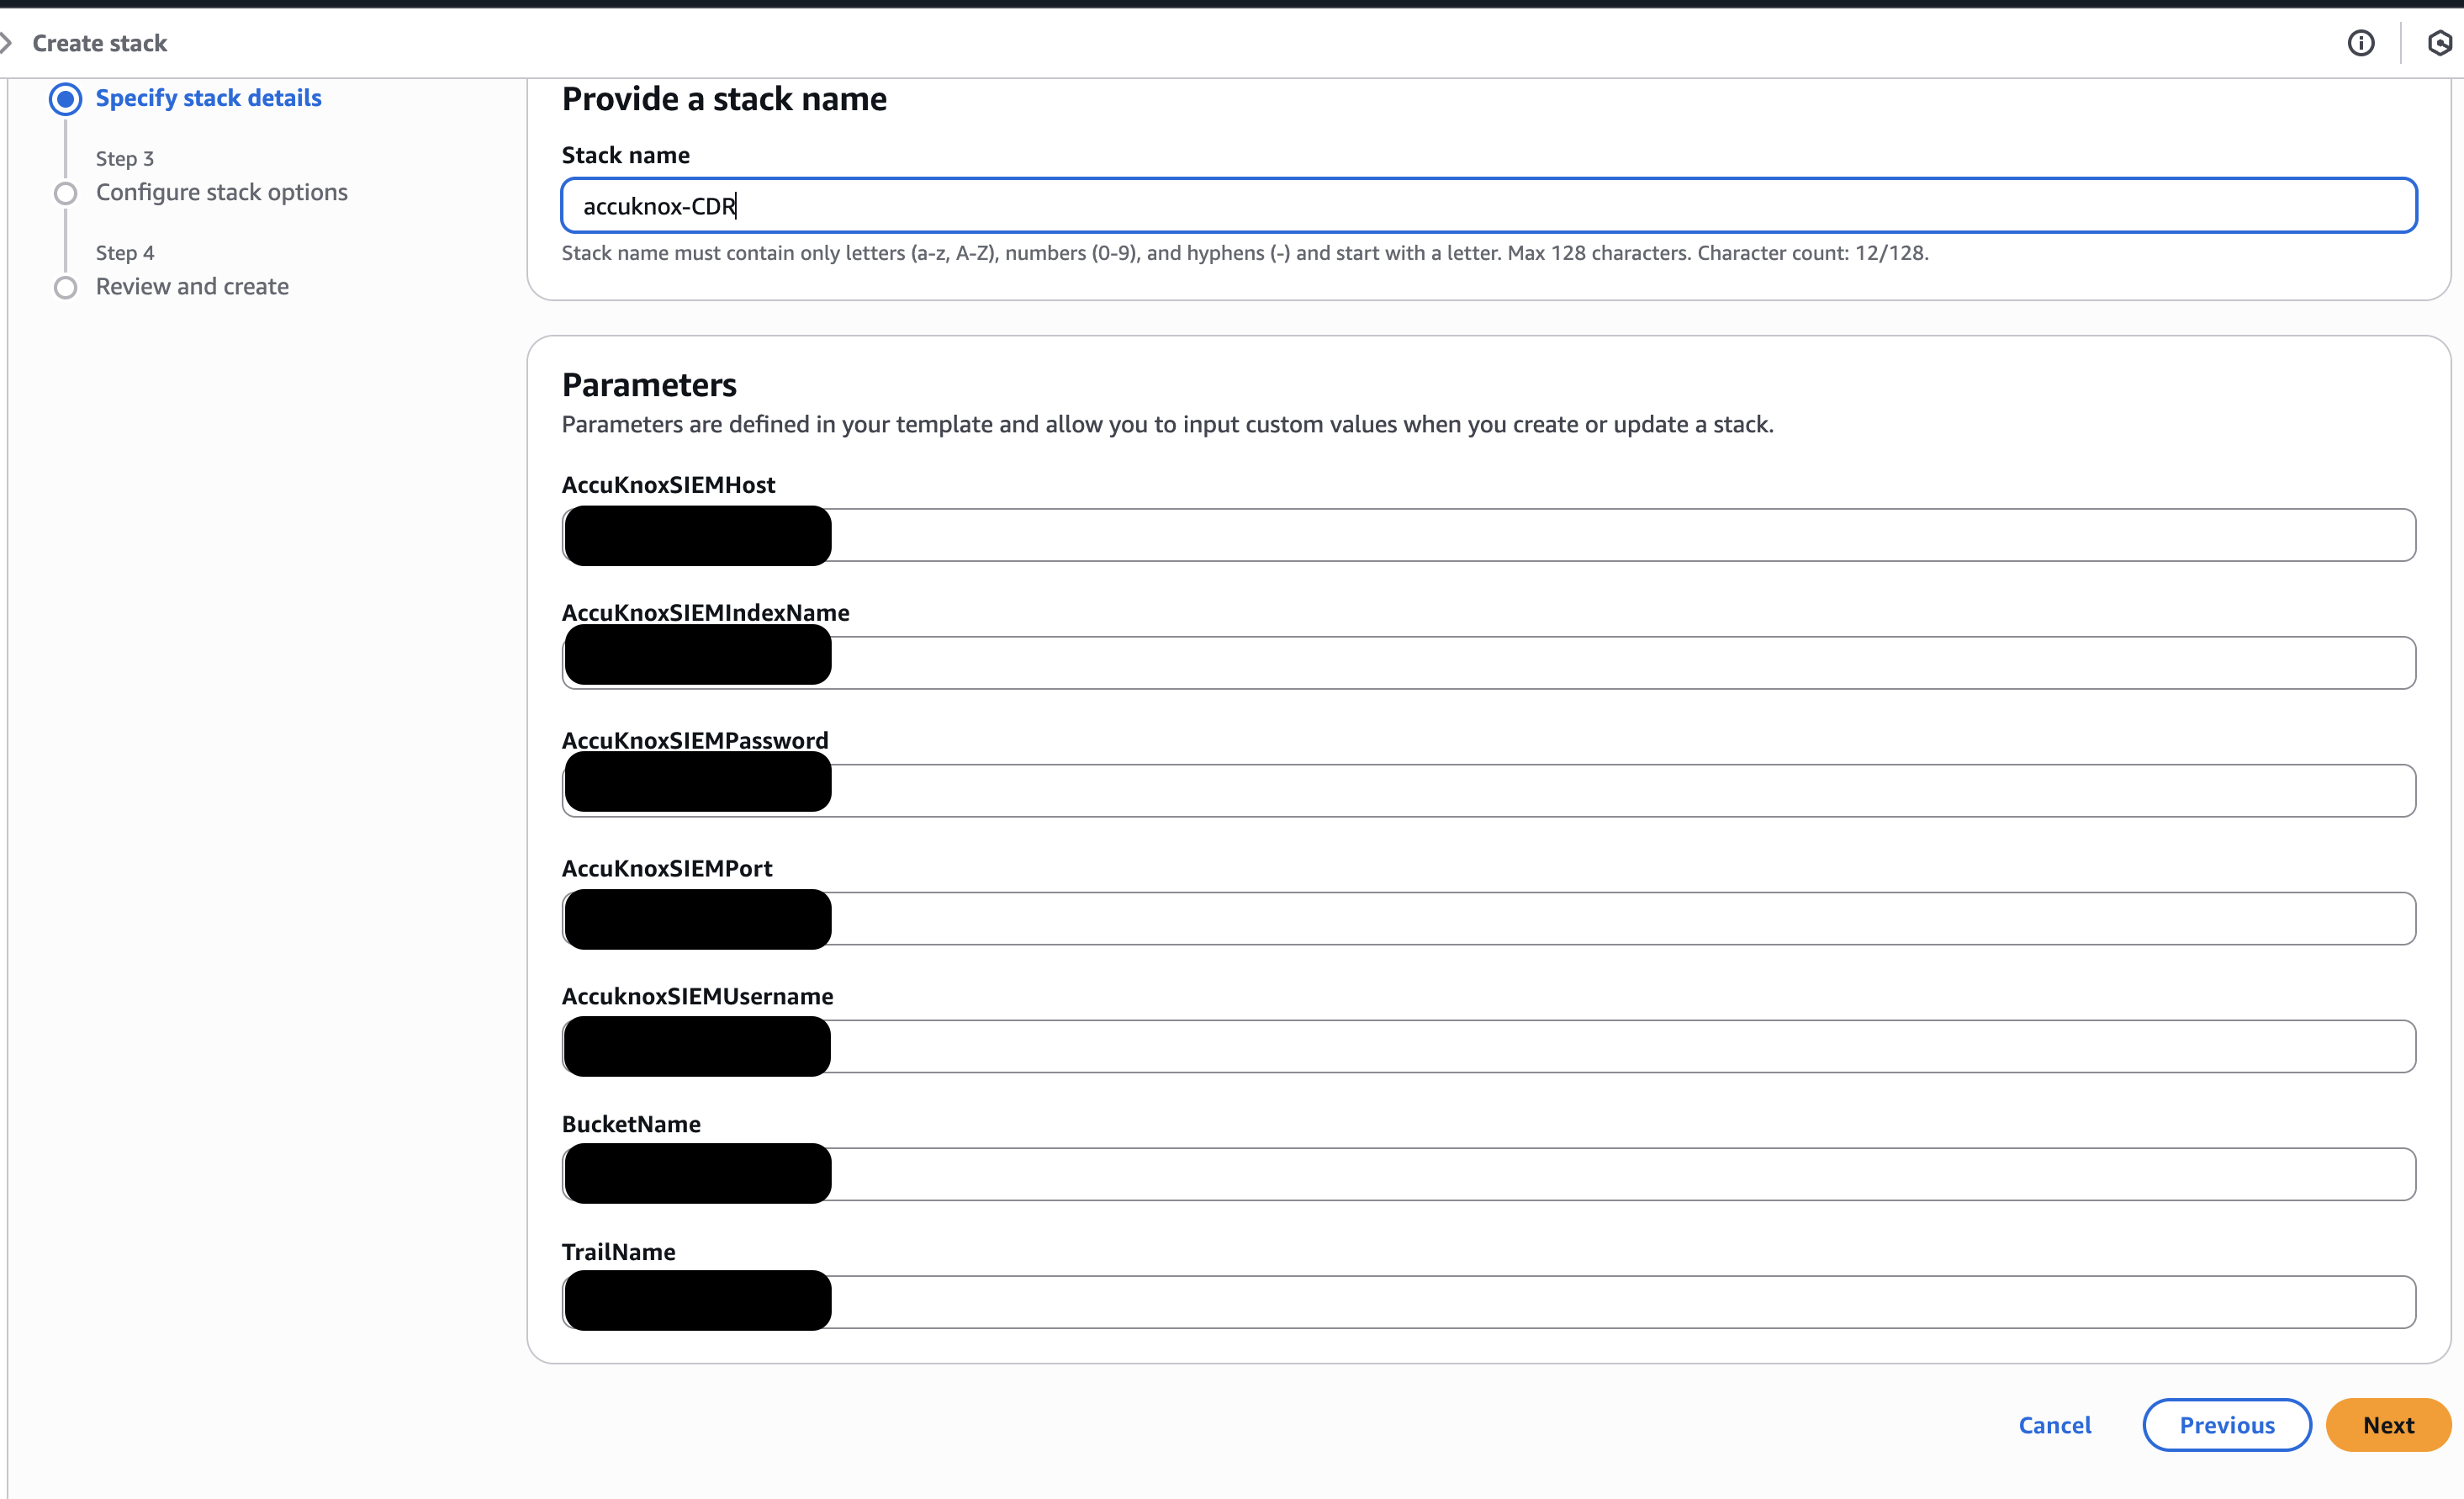 Create stack
Specify stack details
Step 3
Configure stack options
Step 4
Review and create
Provide a stack name
Stack name
accuknox-CDR
Stack name must contain only letters (a-z, A-Z), numbers (0-9), and hyphens (-) and start with a letter. Max 128 characters. Character count: 12/128.
Parameters
Parameters are defined in your template and allow you to input custom values when you create or update a stack.
AccuKnoxSIEMHost
AccuKnoxSIEMIndexName
AccuKnoxSIEMPassword
AccuKnoxSIEMPort
AccuknoxSIEMUsername
BucketName
TrailName
Cancel
Previous
Next